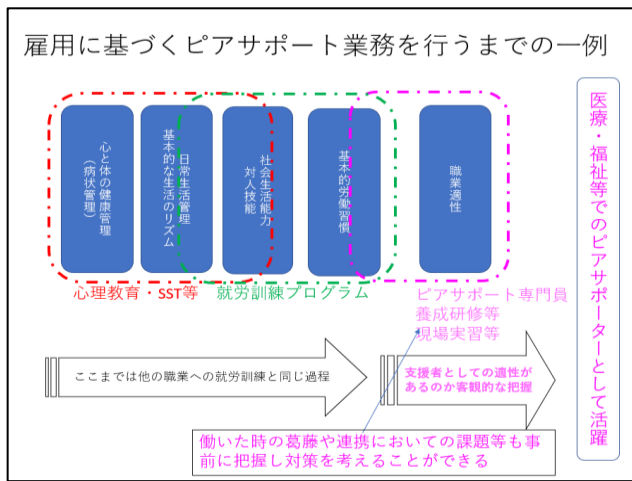 雇用に基づくピアサポート業務を行うまでの一例
心と体の健康管理
（病状管理）
日常生活管理
基本的な生活のリズム
社会生活能力
対人技能
基本的労働習慣
職業適性
医療・福祉等でのピアサポーターとして活躍
心理教育・SST等
就労訓練プログラム
ピアサポート専門員
養成研修等
現場実習等
ここまでは他の職業への就労訓練と同じ過程
支援者としての適性が
あるのか客観的な把握
働いた時の葛藤や連携においての課題等も事
前に把握し対策を考えることができる